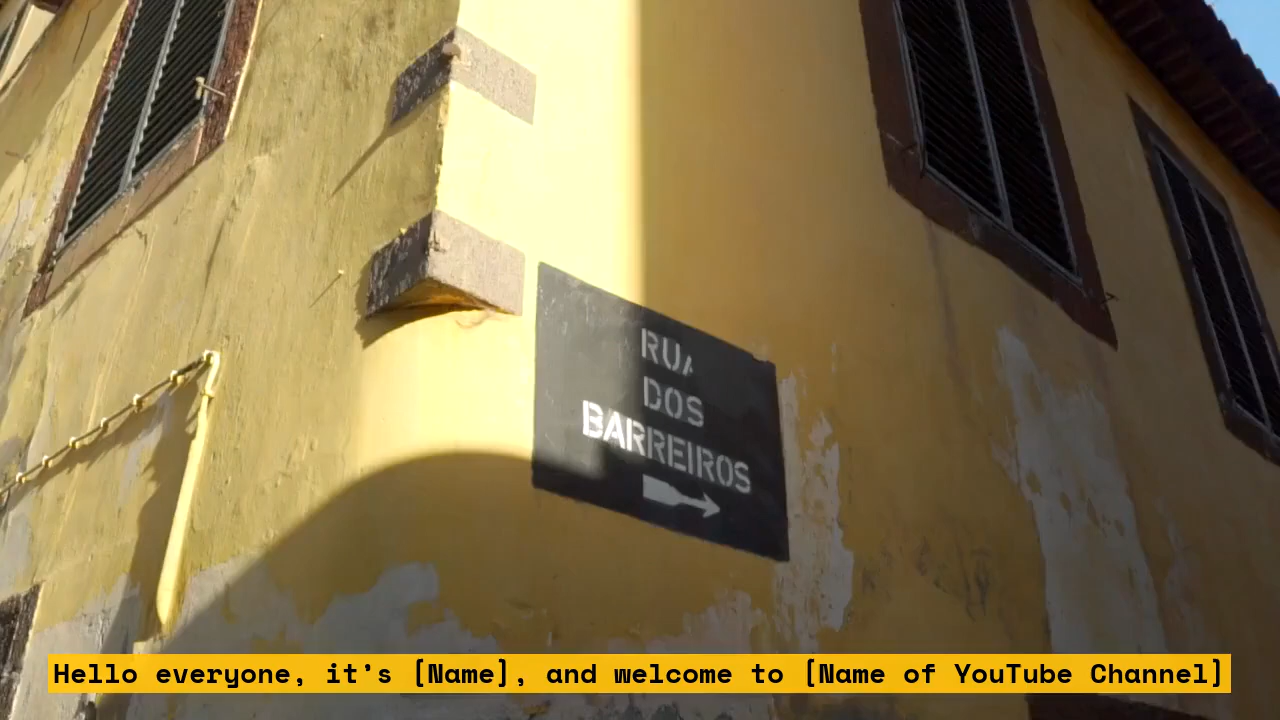 RUA
DOS
BARREIROS
Hello everyone, it's [Name], and welcome to [Name of YouTube Channel]